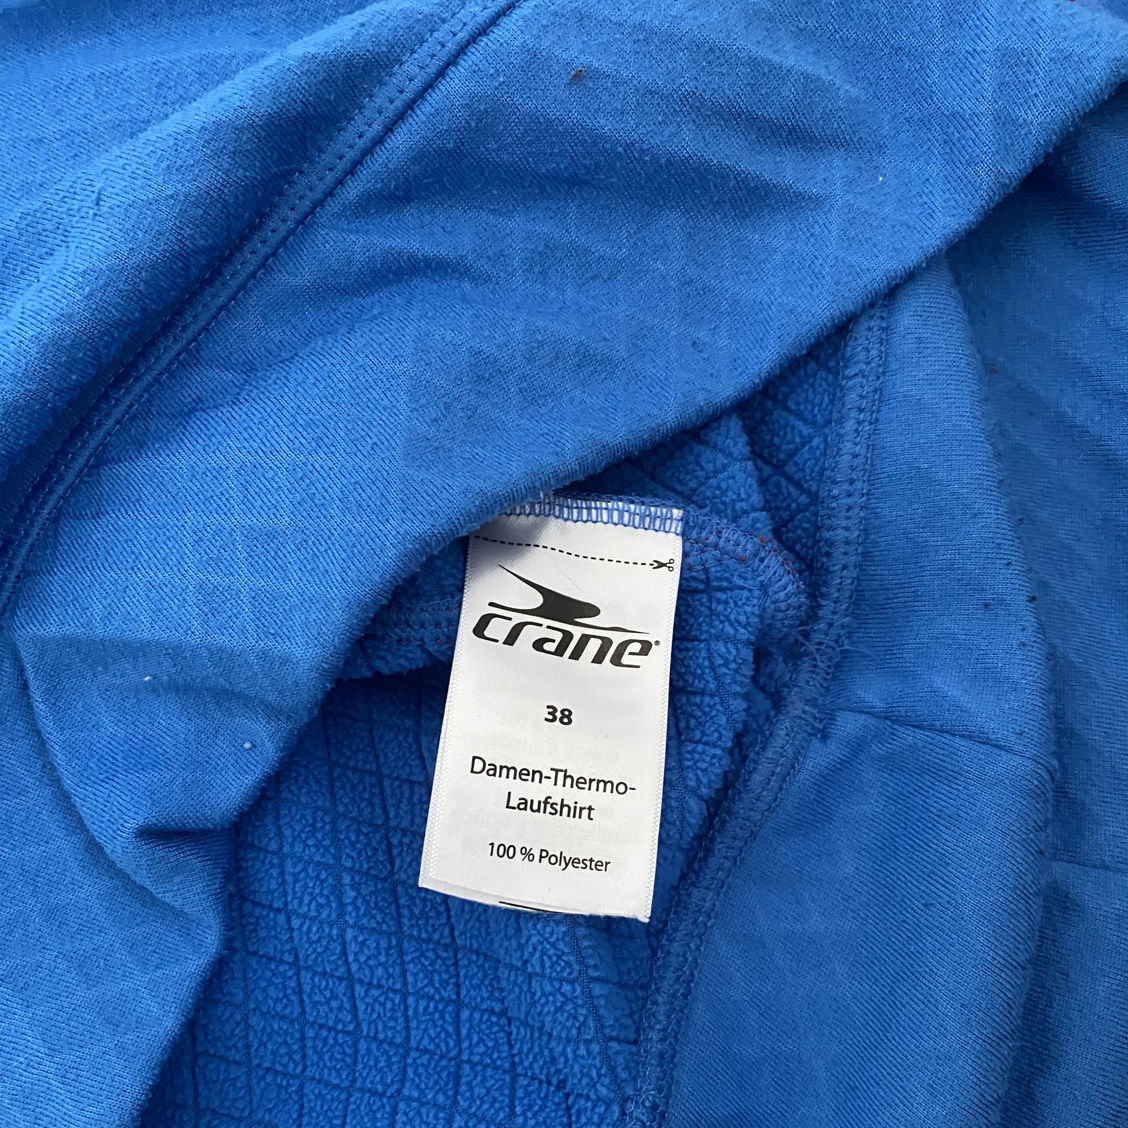 crane
38
Damen-Thermo-
Laufshirt
100 % Polyester